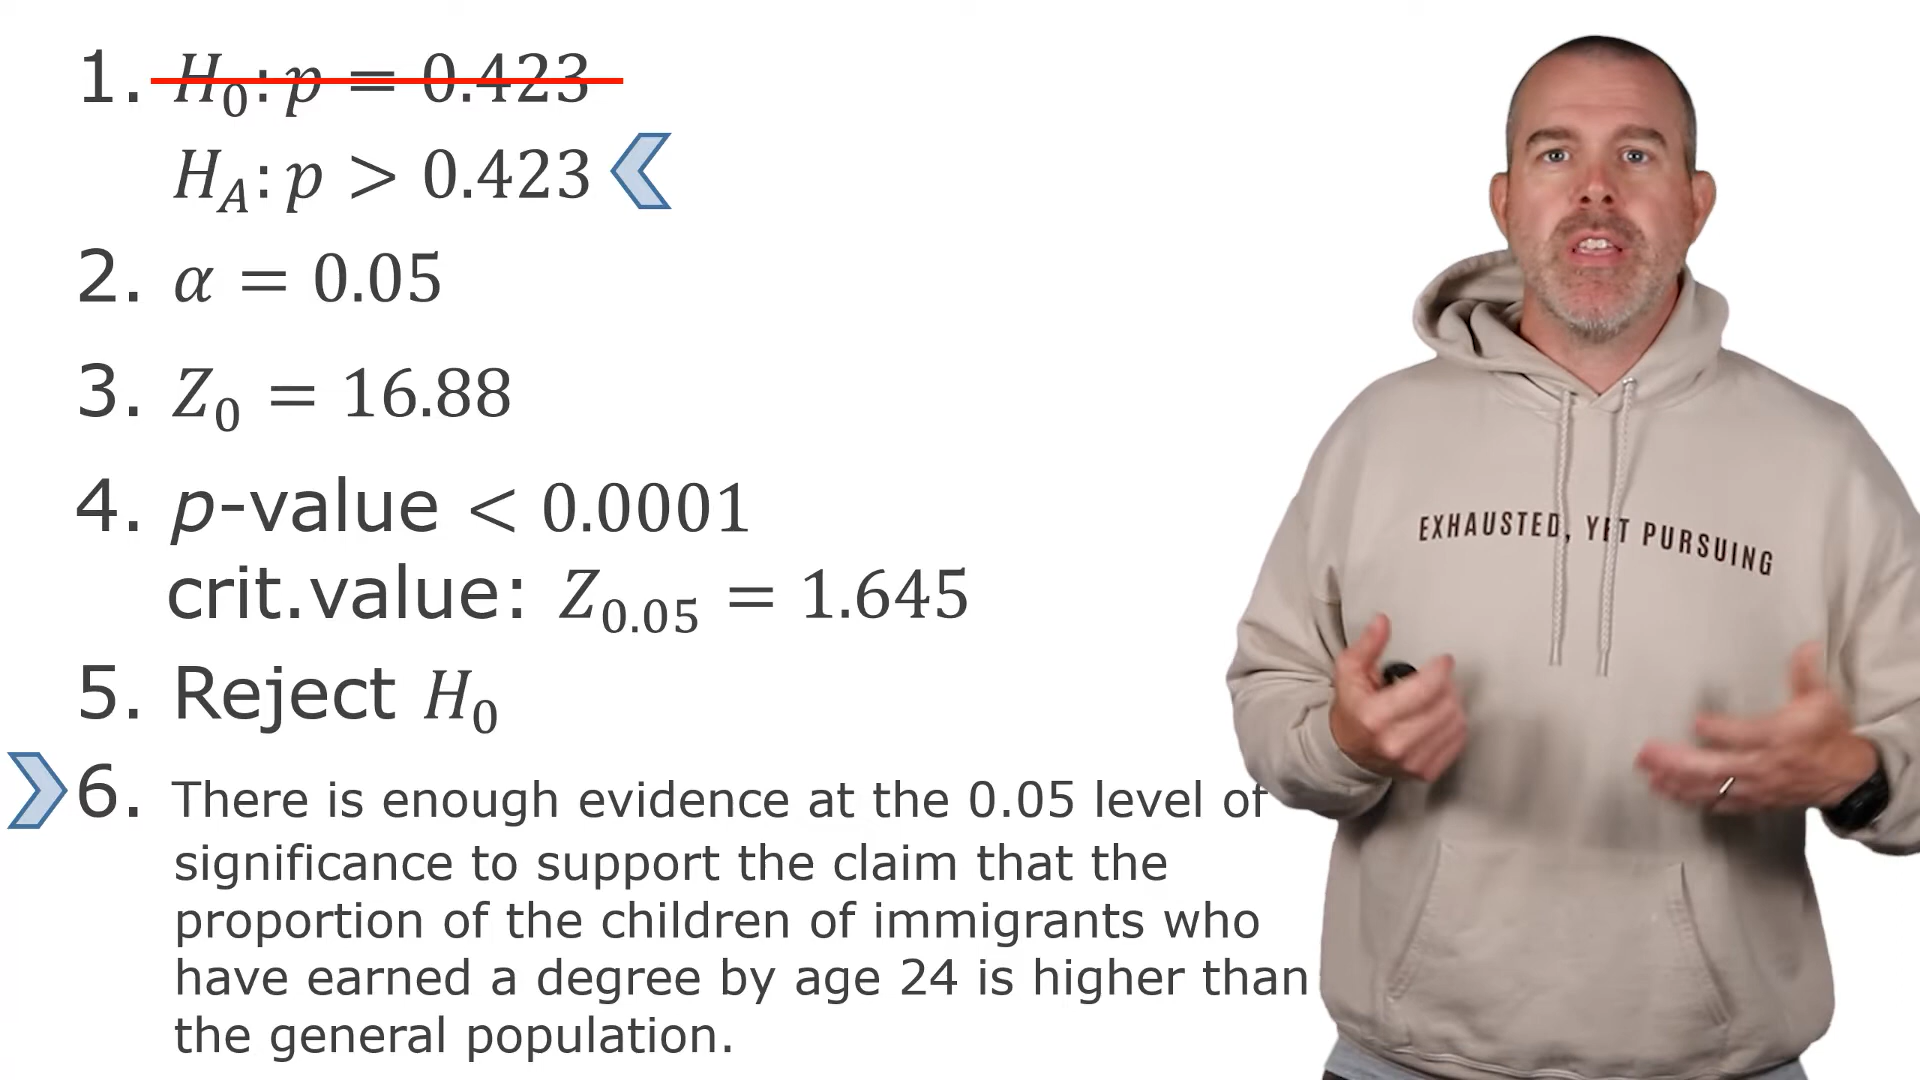 1. H₀: p = 0.423
H_A: p > 0.423
2. α = 0.05
3. Z₀ = 16.88
4. p-value < 0.0001
crit.value: Z₀.₀₅ = 1.645
5. Reject H₀
6. There is enough evidence at the 0.05 level of
significance to support the claim that the
proportion of the children of immigrants who
have earned a degree by age 24 is higher than
the general population.
EXHAUSTED, YET PURSUING